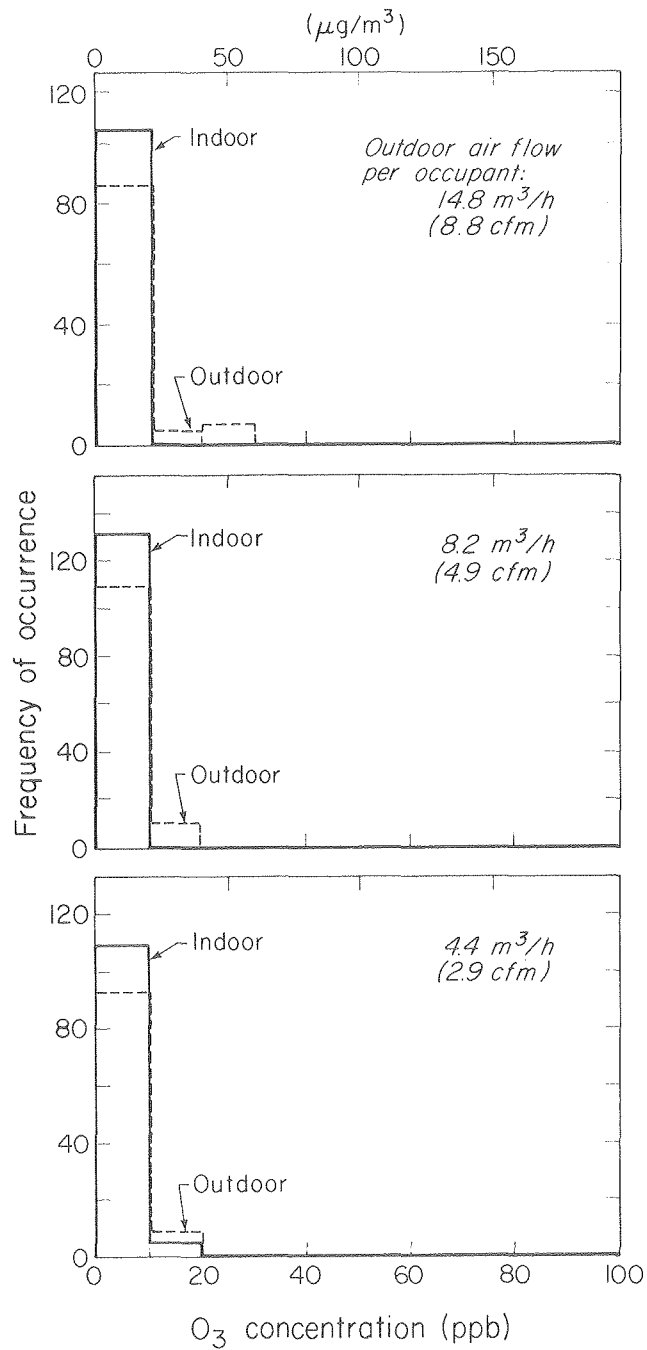 (μg/m³)
0 50 100 150
120
80
40
0
Indoor
Outdoor air flow
per occupant:
14.8 m³/h
(8.8 cfm)
Outdoor
Frequency of occurrence
120
80
40
0
Indoor
8.2 m³/h
(4.9 cfm)
Outdoor
120
80
40
0
Indoor
4.4 m³/h
(2.9 cfm)
Outdoor
0 20 40 60 80 100
O₃ concentration (ppb)